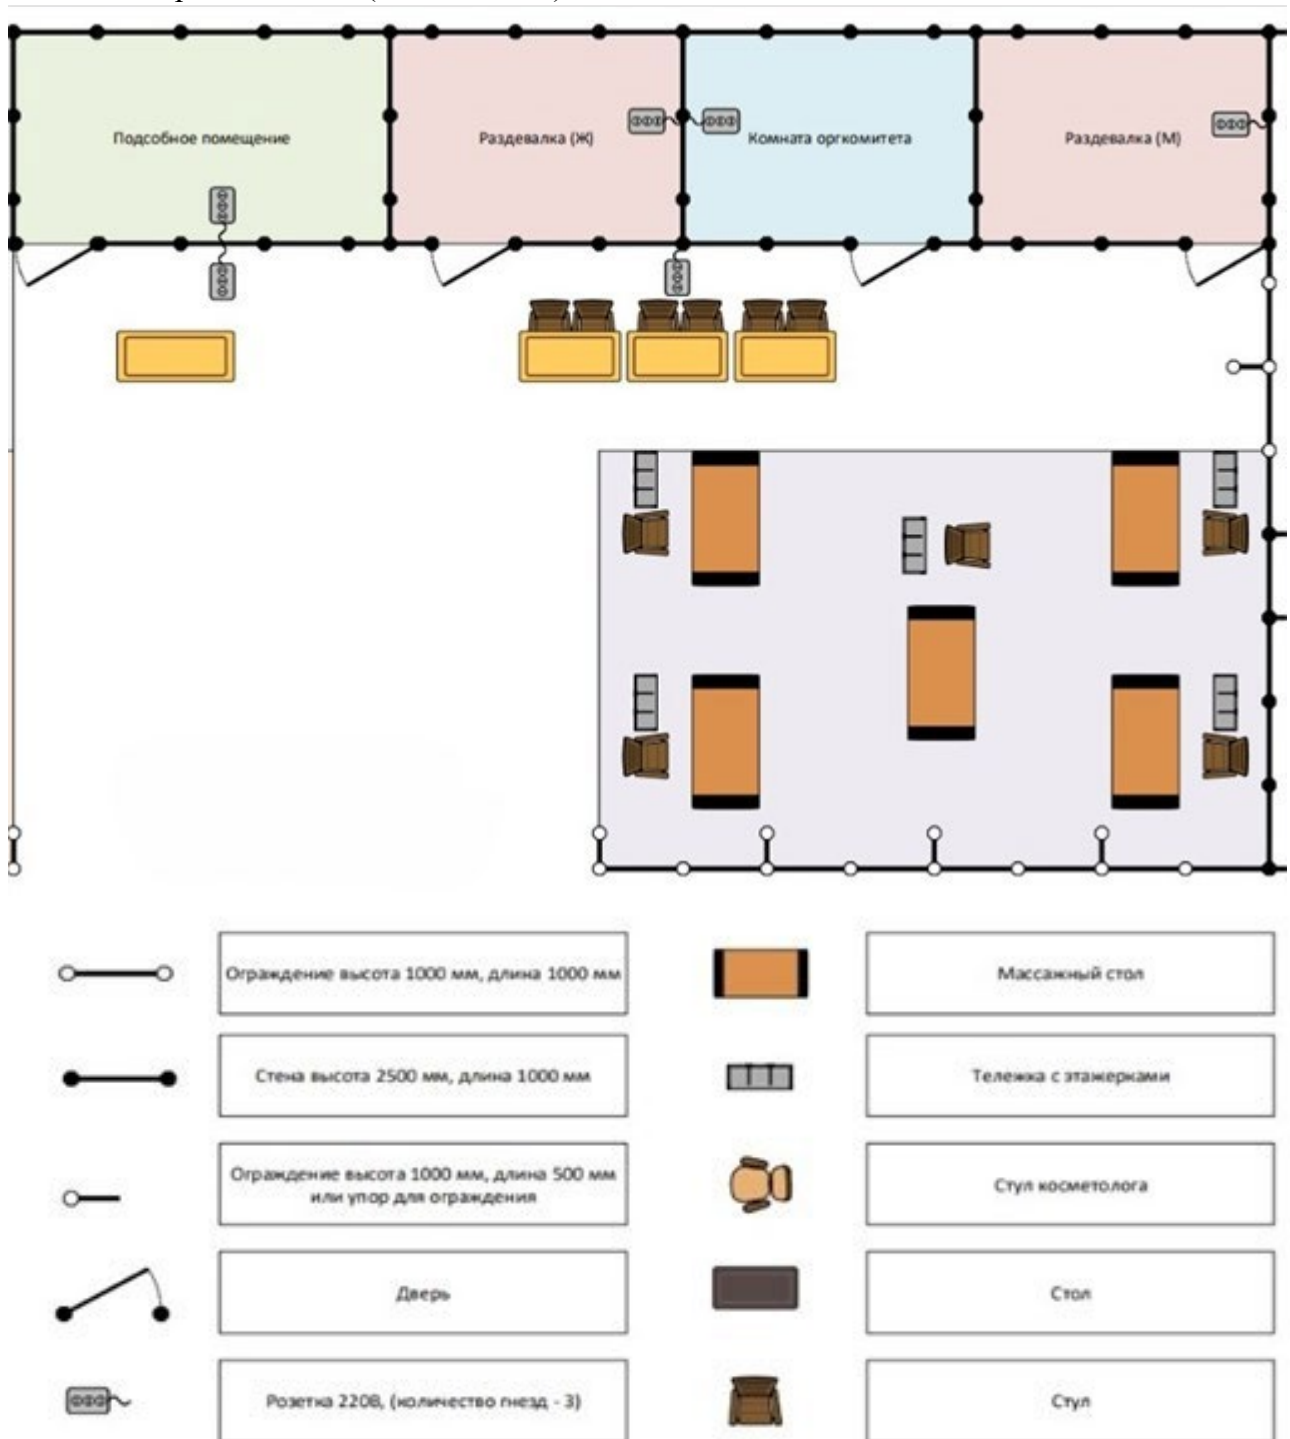 Подсобное помещение
Раздевалка (Ж)
Комната оргкомитета
Раздевалка (М)
Ограждение высота 1000 мм, длина 1000 мм
Массажный стол
Стена высота 2500 мм, длина 1000 мм
Тележка с этажерками
Ограждение высота 1000 мм, длина 500 мм
или упор для ограждения
Стул косметолога
Дверь
Стол
Розетка 220В, (количество гнезд - 3)
Стул